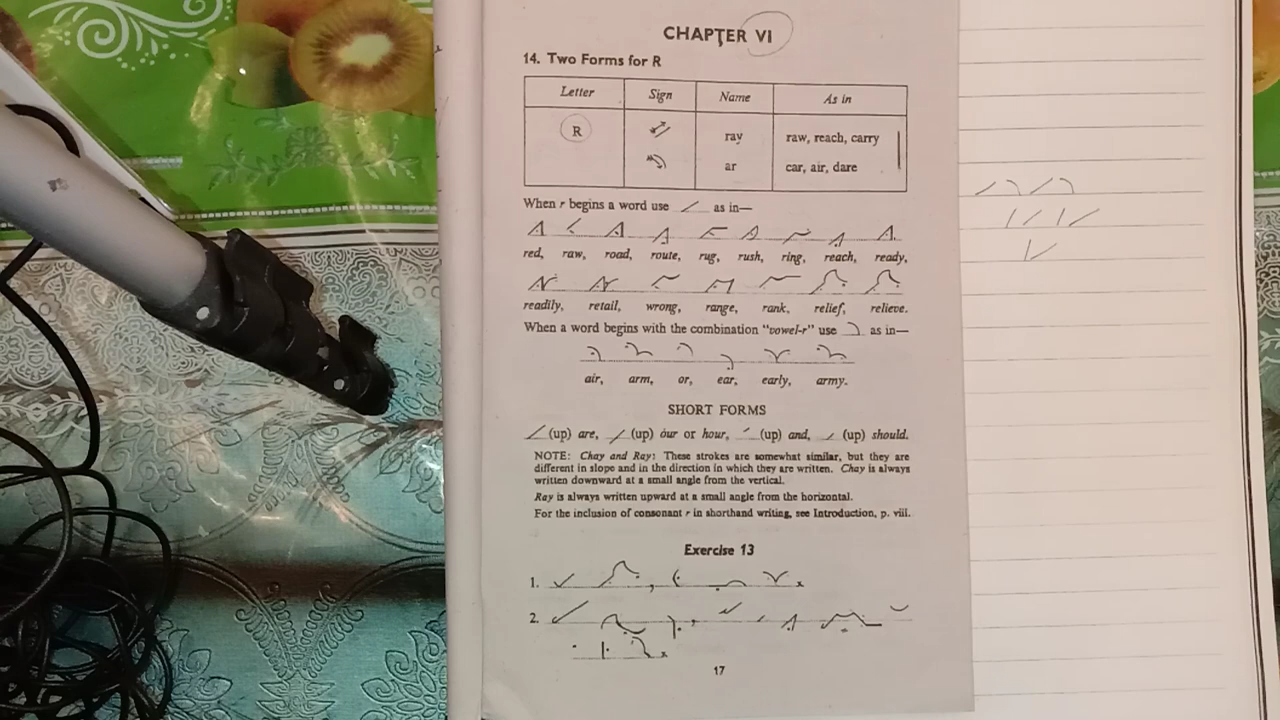 CHAPTER VI
14. Two Forms for R
Letter Sign Name As in
R ray raw, reach, carry
ar car, air, dare
When r begins a word use as in—
red, raw, road, route, rug, rush, ring, reach, ready,
readily, retail, wrong, range, rank, relief, relieve.
When a word begins with the combination "vowel-r" use as in—
air, arm, or, ear, early, army.
SHORT FORMS
(up) are, (up) our or hour, (up) and, (up) should.
NOTE: Chay and Ray: These strokes are somewhat similar, but they are
different in slope and in the direction in which they are written. Chay is always
written downward at a small angle from the vertical.
Ray is always written upward at a small angle from the horizontal.
For the inclusion of consonant r in shorthand writing, see Introduction, p. viii.
Exercise 13
1.
2.
17